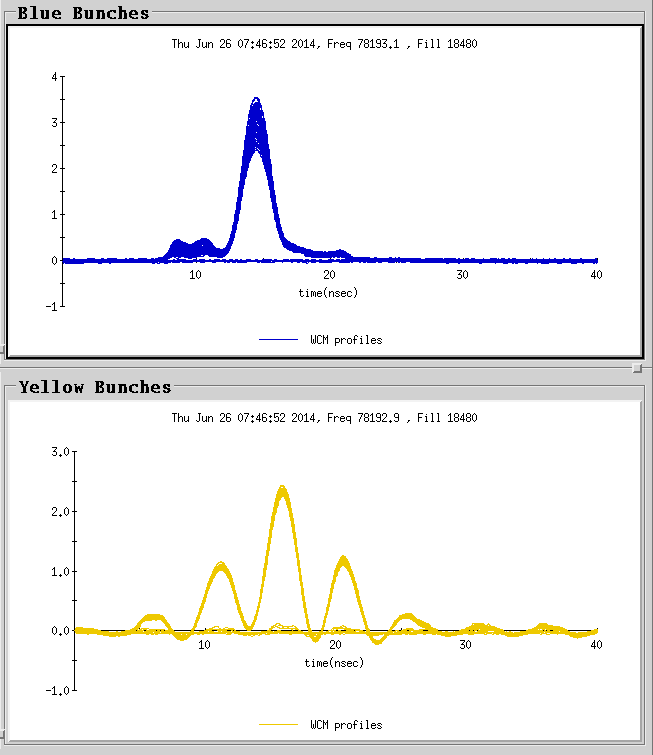 Blue Bunches
Thu Jun 26 07:46:52 2014, Freq 78193.1 , Fill 18480
4
3
2
1
0
-1
10
20
30
40
time(nsec)
WCM profiles
Yellow Bunches
Thu Jun 26 07:46:52 2014, Freq 78192.9 , Fill 18480
3.0
2.0
1.0
0.0
-1.0
10
20
30
40
time(nsec)
WCM profiles